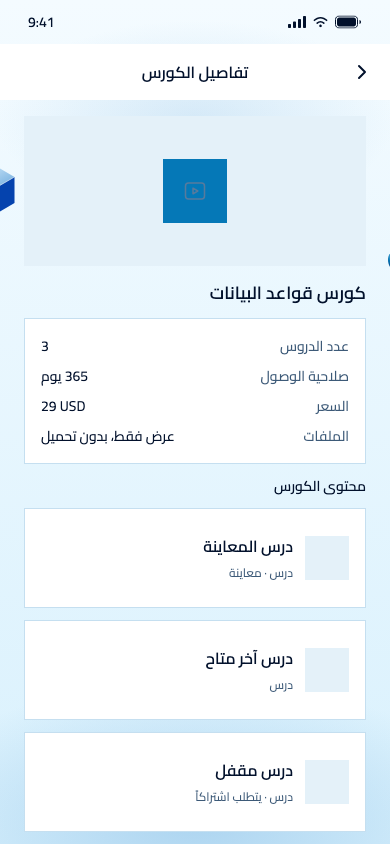 9:41
تفاصيل الكورس
كورس قواعد البيانات
عدد الدروس 3
صلاحية الوصول 365 يوم
السعر 29 USD
الملفات عرض فقط، بدون تحميل
محتوى الكورس
درس المعاينة
درس · معاينة
درس آخر متاح
درس
درس مقفل
درس · يتطلب اشتراكاً